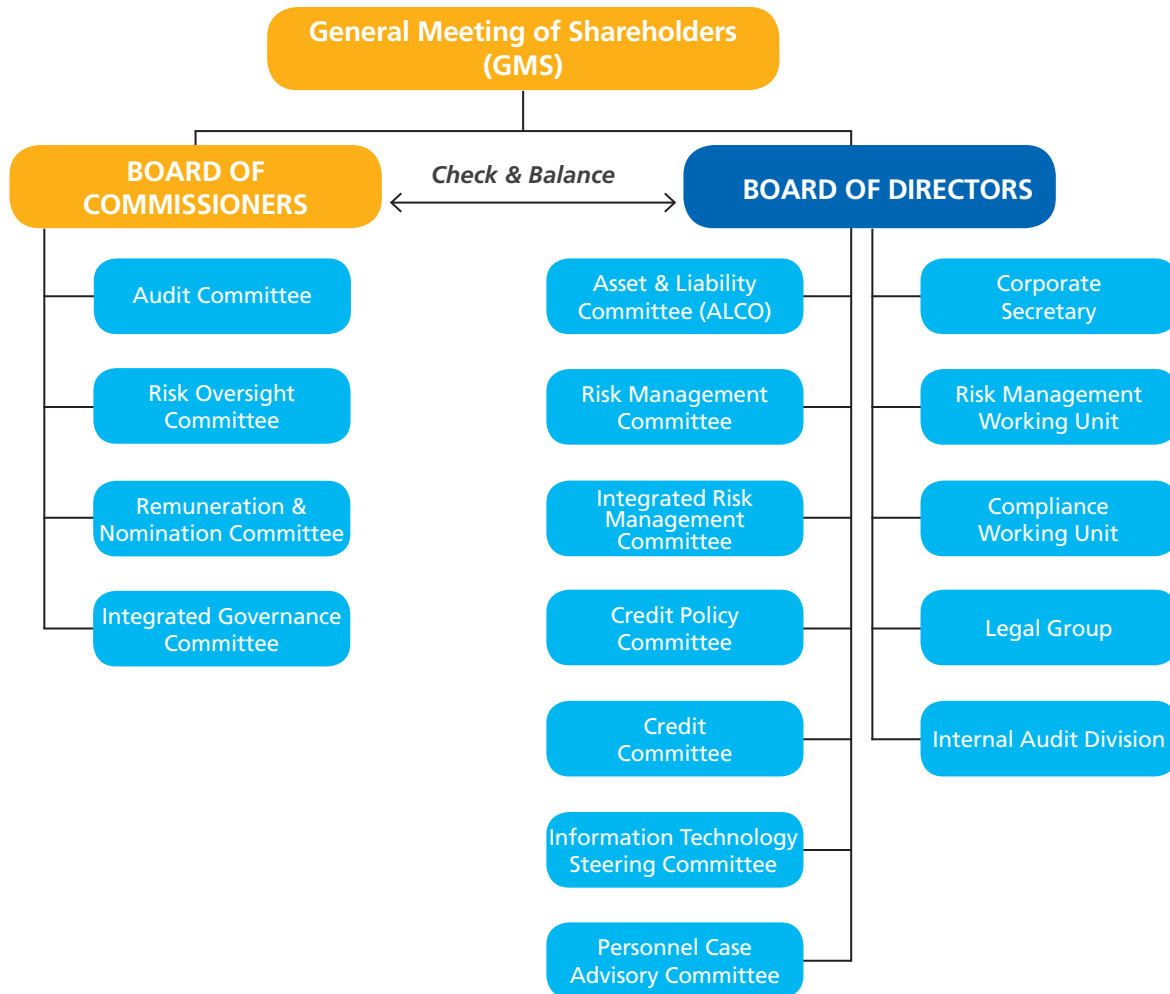 General Meeting of Shareholders
(GMS)
BOARD OF
COMMISSIONERS
Check & Balance
BOARD OF DIRECTORS
Audit Committee
Risk Oversight
Committee
Remuneration &
Nomination Committee
Integrated Governance
Committee
Asset & Liability
Committee (ALCO)
Risk Management
Committee
Integrated Risk
Management
Committee
Credit Policy
Committee
Credit
Committee
Information Technology
Steering Committee
Personnel Case
Advisory Committee
Corporate
Secretary
Risk Management
Working Unit
Compliance
Working Unit
Legal Group
Internal Audit Division